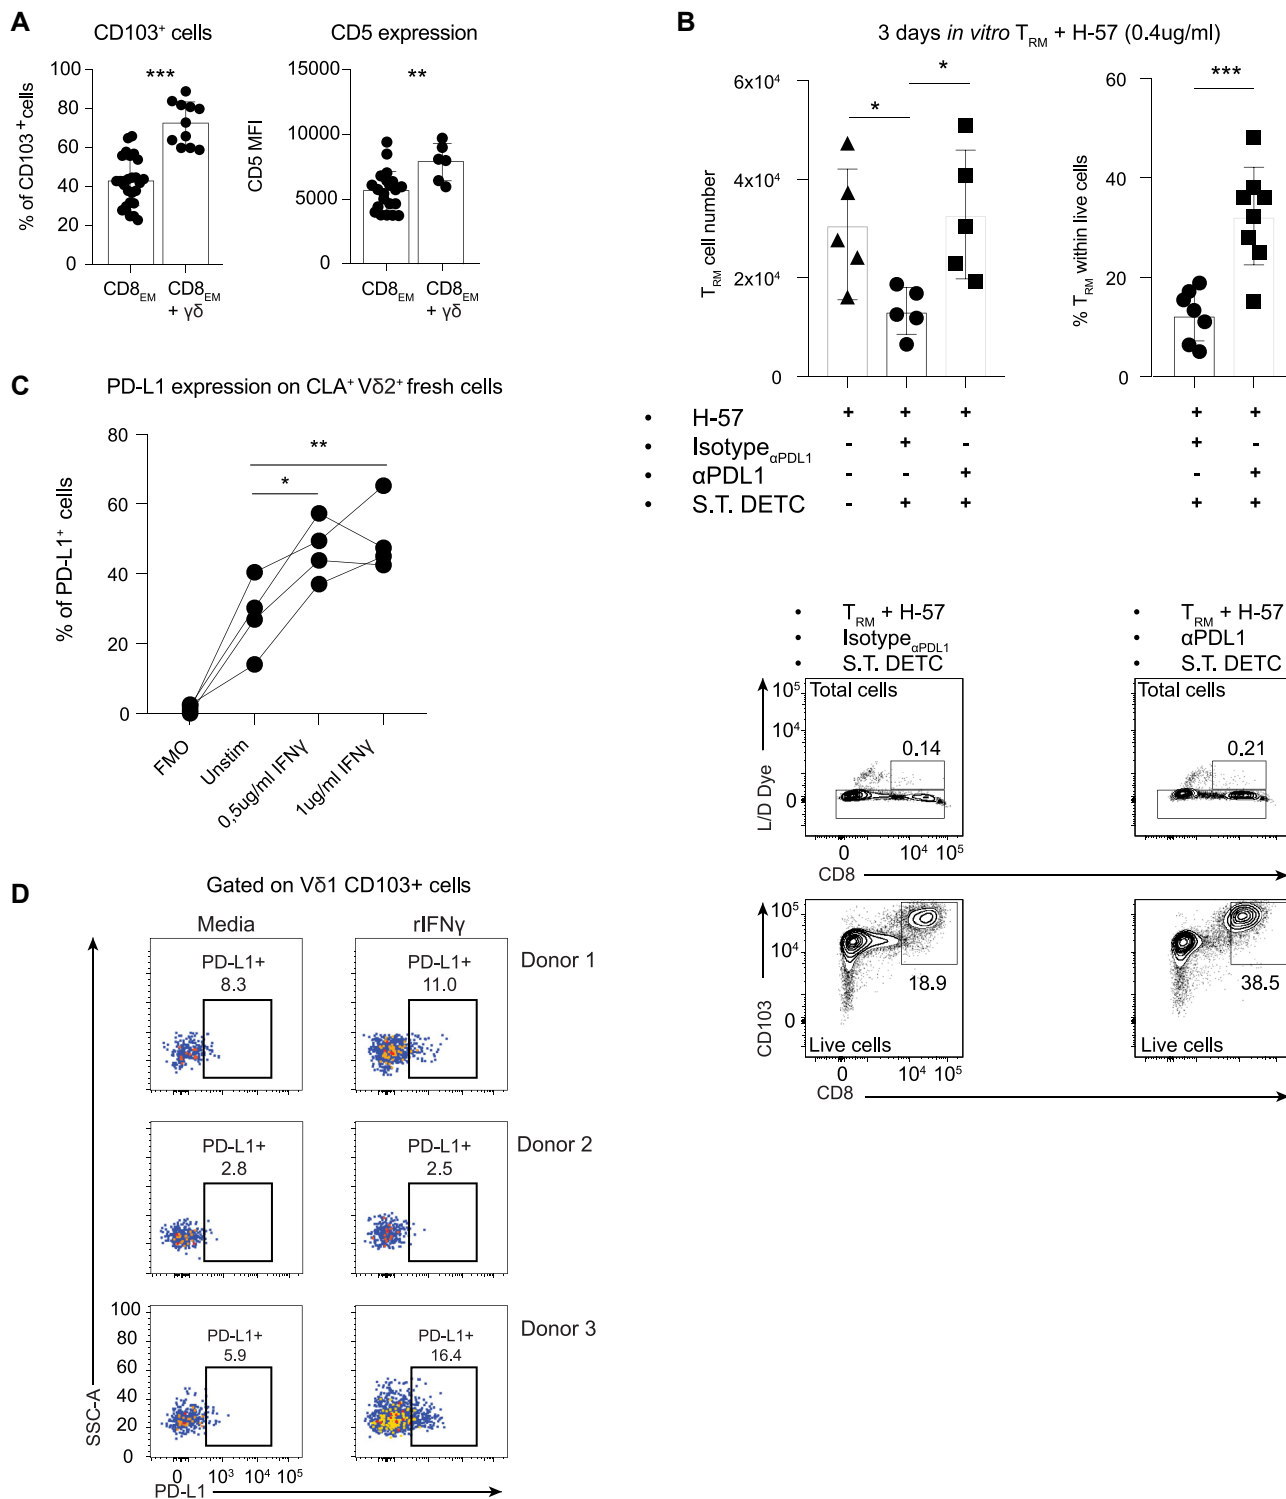 A
CD103⁺ cells
***
% of CD103⁺ cells
100
80
60
40
20
0
CD8EM
CD8EM + γδ
CD5 expression
**
CD5 MFI
15000
10000
5000
0
CD8EM
CD8EM + γδ
B
3 days in vitro TRM + H-57 (0.4ug/ml)
*
*
TRM cell number
6x10⁴
4x10⁴
2x10⁴
0
***
% TRM within live cells
60
40
20
0
• H-57 + + + + +
• IsotypeαPDL1 - + - + -
• αPDL1 - - + - +
• S.T. DETC - + + + +
• TRM + H-57
• IsotypeαPDL1
• S.T. DETC
• TRM + H-57
• αPDL1
• S.T. DETC
Total cells
0.14
Total cells
0.21
L/D Dye
10⁵
10⁴
0
0 10⁴ 10⁵
CD8
CD103
10⁵
10⁴
0
18.9
Live cells
38.5
Live cells
0 10⁴ 10⁵
CD8
C
PD-L1 expression on CLA⁺ Vδ2⁺ fresh cells
**
*
% of PD-L1⁺ cells
80
60
40
20
0
FMO
Unstim
0,5ug/ml IFNγ
1ug/ml IFNγ
D
Gated on Vδ1 CD103+ cells
Media
rIFNγ
PD-L1+
8.3
PD-L1+
11.0
Donor 1
PD-L1+
2.8
PD-L1+
2.5
Donor 2
PD-L1+
5.9
PD-L1+
16.4
Donor 3
SSC-A
100
80
60
40
20
0
0 10³ 10⁴ 10⁵
PD-L1